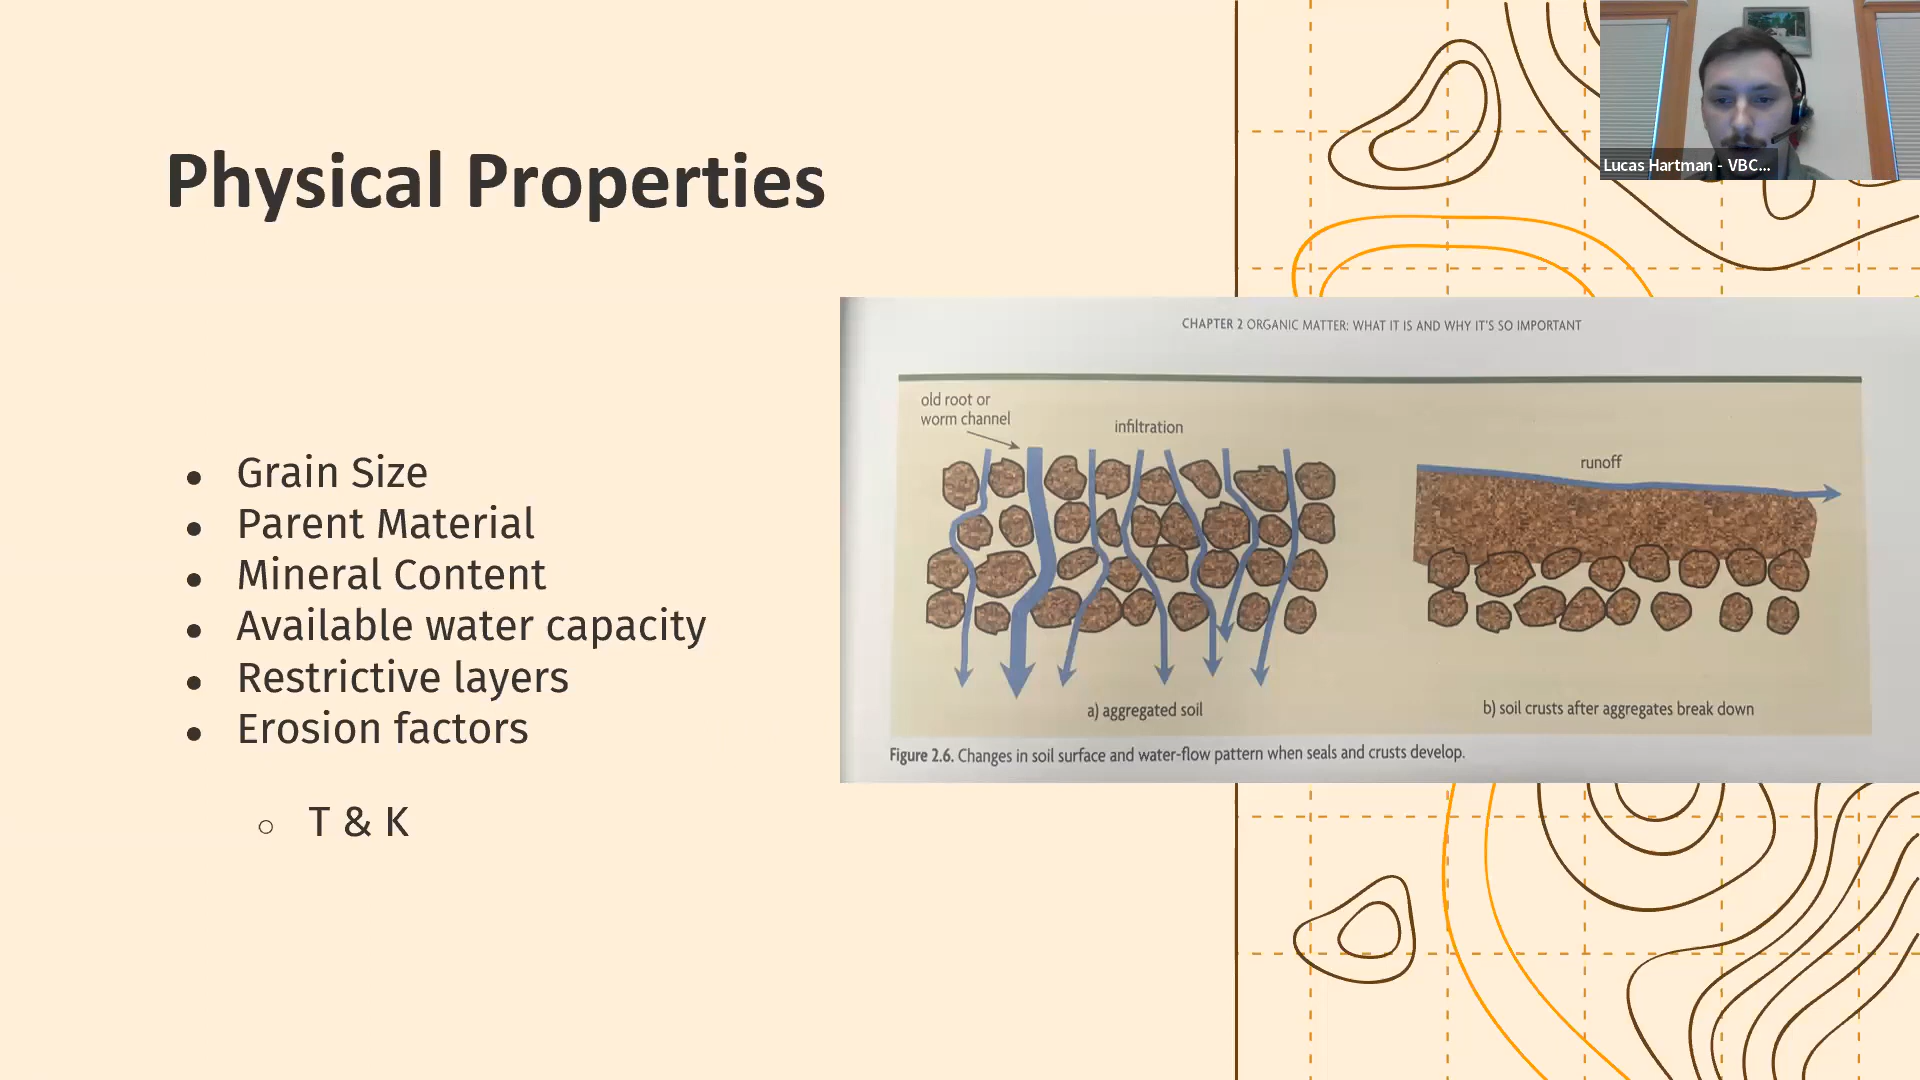 Physical Properties
Lucas Hartman - VBC...
CHAPTER 2 ORGANIC MATTER: WHAT IT IS AND WHY IT'S SO IMPORTANT
old root or
worm channel
infiltration
runoff
a) aggregated soil
b) soil crusts after aggregates break down
Figure 2.6. Changes in soil surface and water-flow pattern when seals and crusts develop.
Grain Size
Parent Material
Mineral Content
Available water capacity
Restrictive layers
Erosion factors
T & K